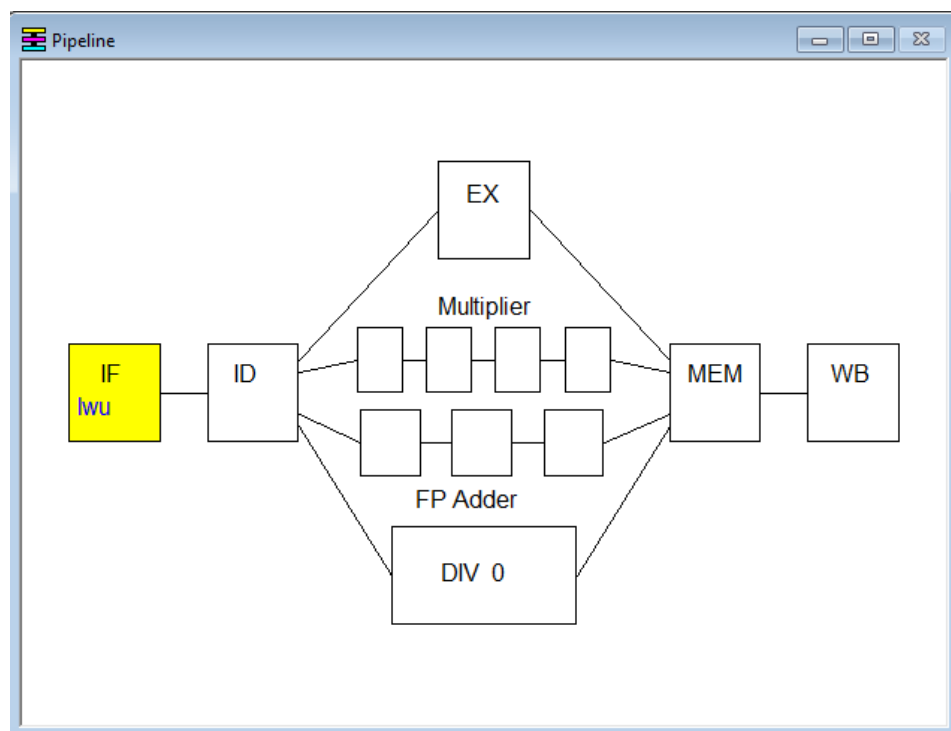 Pipeline
EX
Multiplier
IF
lwu
ID
MEM
WB
FP Adder
DIV 0